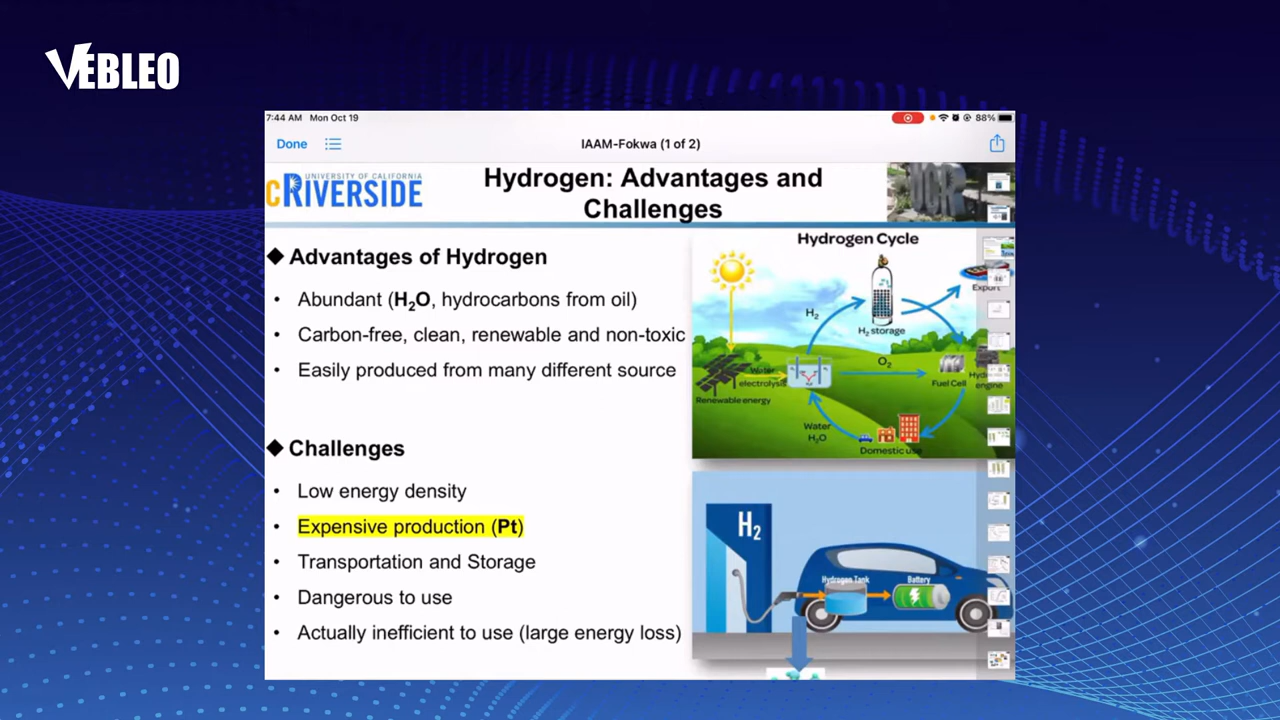 VEBLEO
7:44 AM Mon Oct 19
88%
Done
IAAM-Fokwa (1 of 2)
UNIVERSITY OF CALIFORNIA
RIVERSIDE
Hydrogen: Advantages and
Challenges
UCR
◆ Advantages of Hydrogen
• Abundant (H₂O, hydrocarbons from oil)
• Carbon-free, clean, renewable and non-toxic
• Easily produced from many different source
◆ Challenges
• Low energy density
• Expensive production (Pt)
• Transportation and Storage
• Dangerous to use
• Actually inefficient to use (large energy loss)
Hydrogen Cycle
Export
H₂
H₂ storage
O₂
Water
electrolysis
Renewable energy
Fuel Cell
engine
Water
H₂O
Domestic use
H₂
Hydrogen Tank
Battery